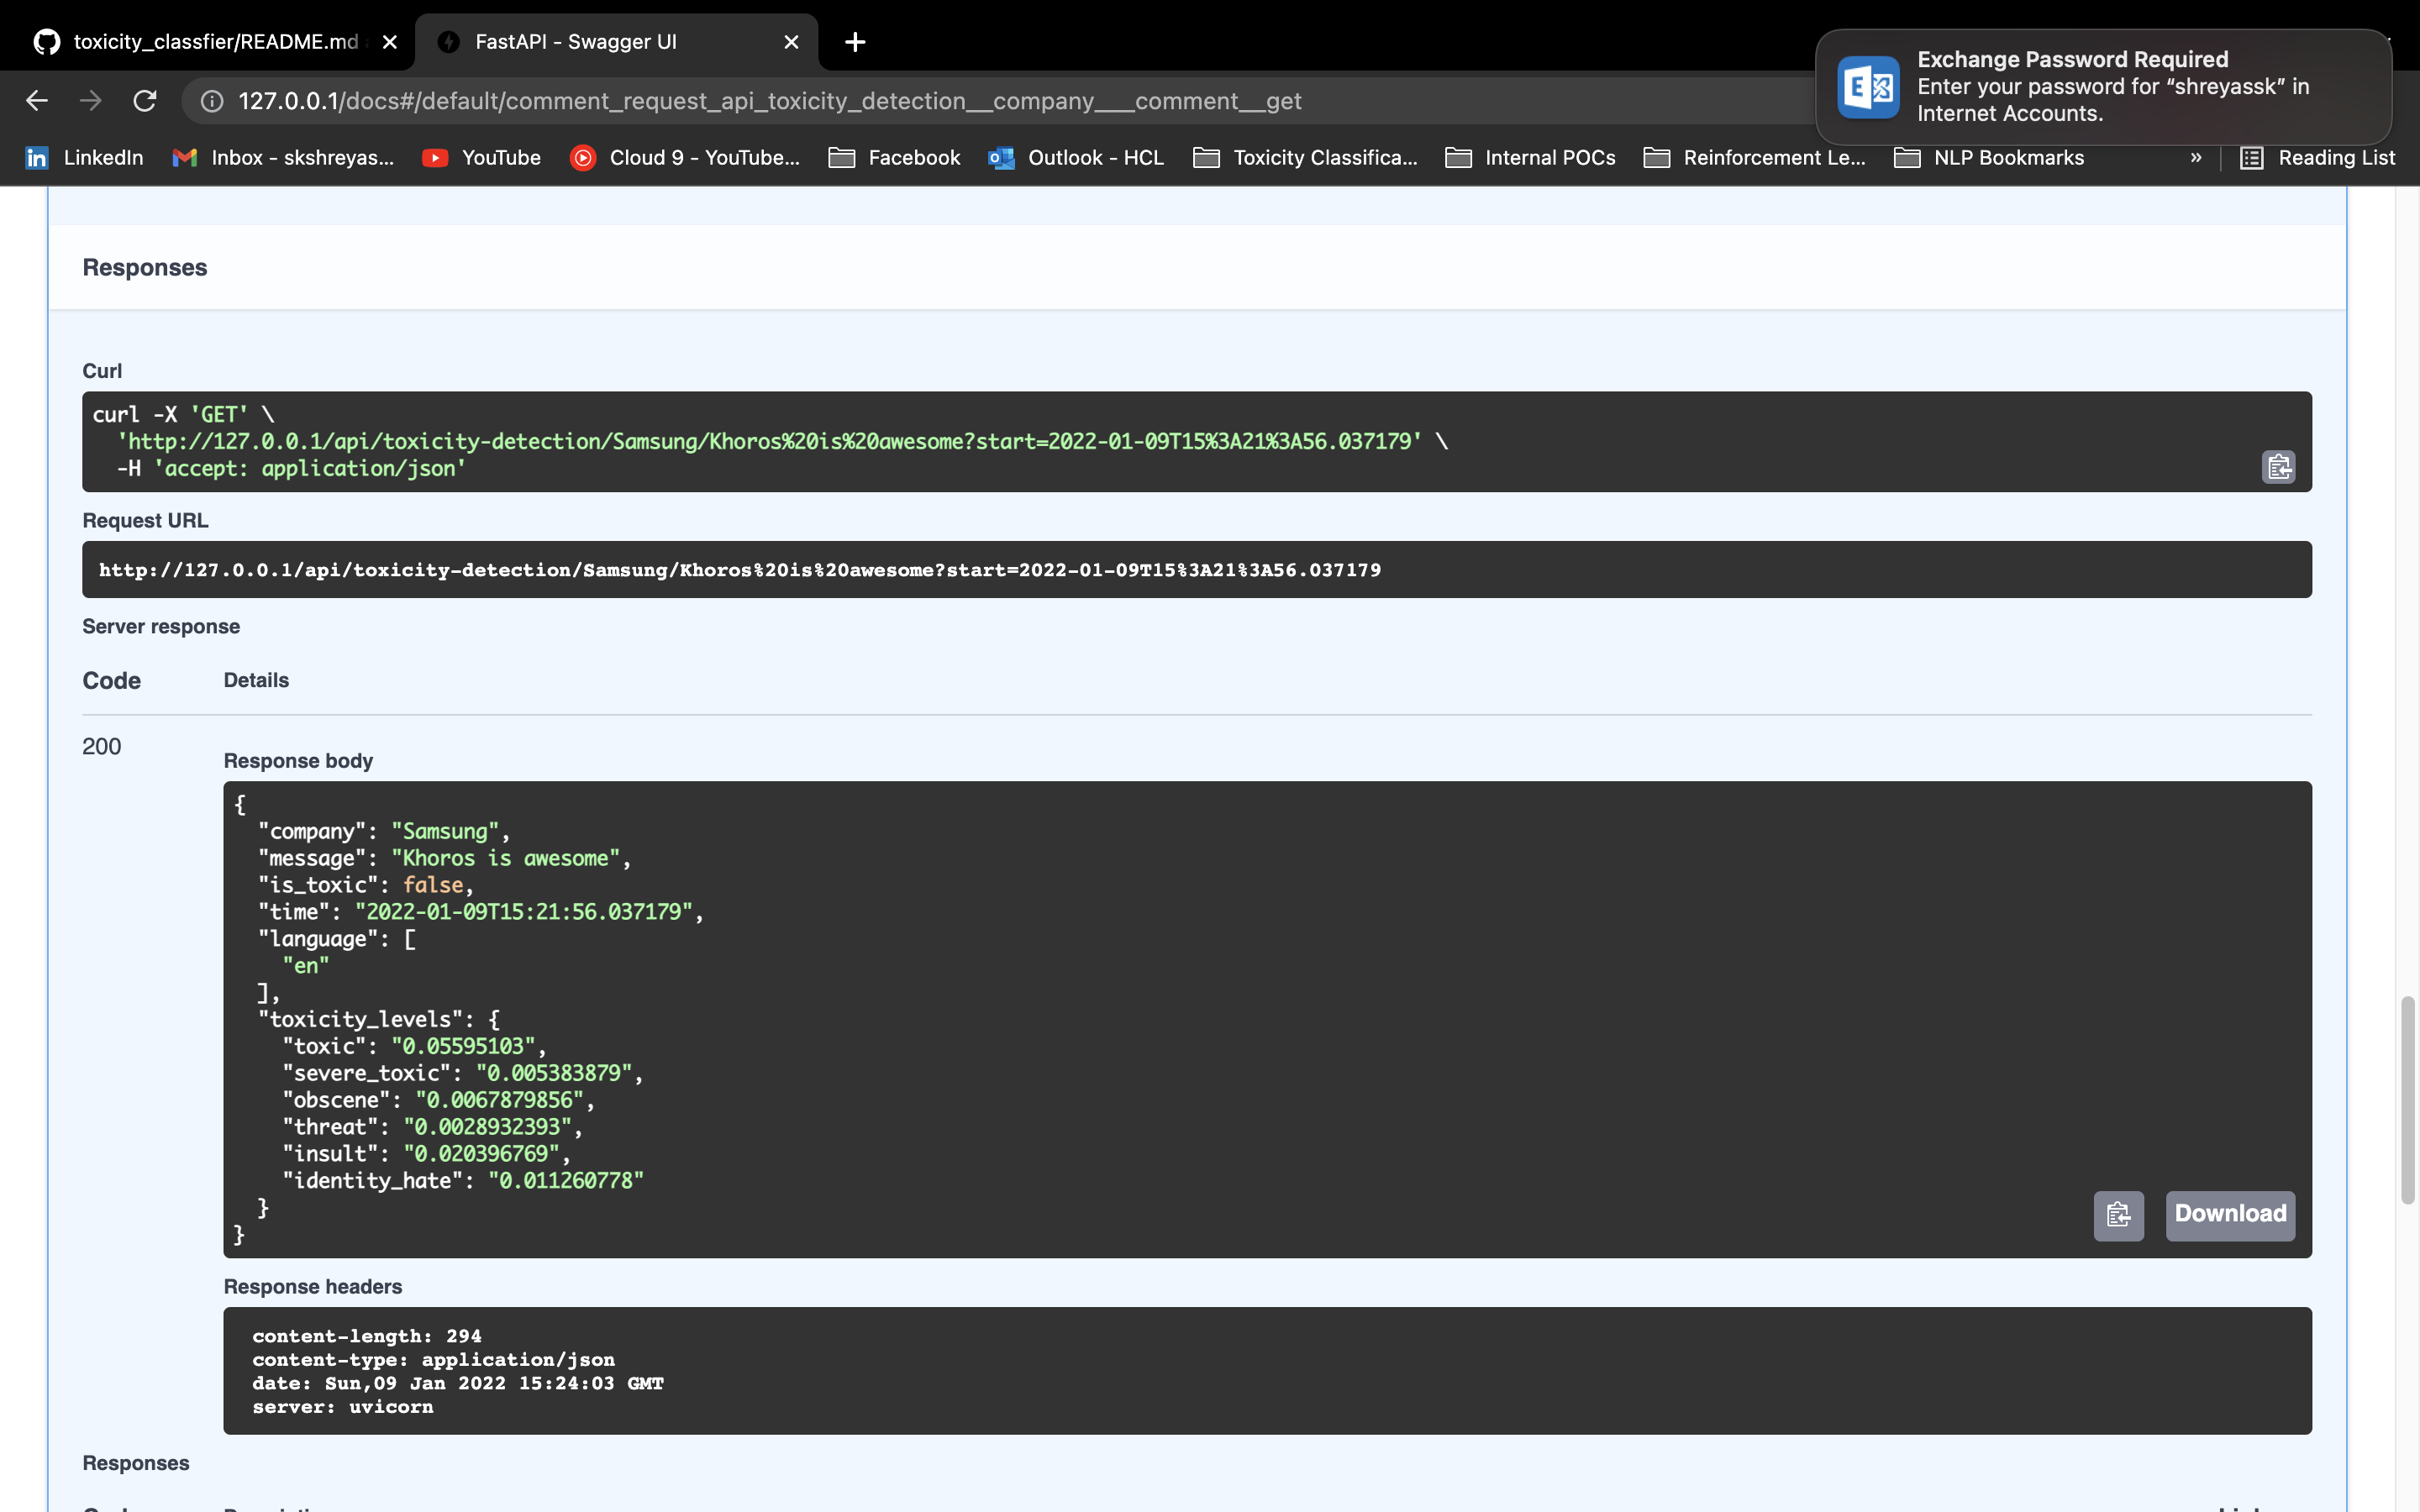 toxicity_classfier/README.md
FastAPI - Swagger UI
Exchange Password Required
Enter your password for “shreyassk” in
Internet Accounts.
127.0.0.1/docs#/default/comment_request_api_toxicity_detection__company___comment__get
LinkedIn
Inbox - skshreyas...
YouTube
Cloud 9 - YouTube...
Facebook
Outlook - HCL
Toxicity Classifica...
Internal POCs
Reinforcement Le...
NLP Bookmarks
»
Reading List
Responses
Curl
curl -X 'GET' \
'http://127.0.0.1/api/toxicity-detection/Samsung/Khoros%20is%20awesome?start=2022-01-09T15%3A21%3A56.037179' \
-H 'accept: application/json'
Request URL
http://127.0.0.1/api/toxicity-detection/Samsung/Khoros%20is%20awesome?start=2022-01-09T15%3A21%3A56.037179
Server response
Code Details
200
Response body
{
"company": "Samsung",
"message": "Khoros is awesome",
"is_toxic": false,
"time": "2022-01-09T15:21:56.037179",
"language": [
"en"
],
"toxicity_levels": {
"toxic": "0.05595103",
"severe_toxic": "0.005383879",
"obscene": "0.0067879856",
"threat": "0.0028932393",
"insult": "0.020396769",
"identity_hate": "0.011260778"
}
}
Download
Response headers
content-length: 294
content-type: application/json
date: Sun,09 Jan 2022 15:24:03 GMT
server: uvicorn
Responses